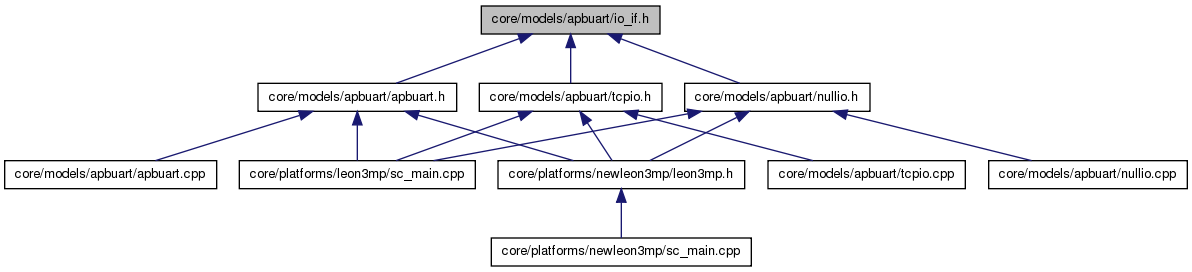 core/models/apbuart/io_if.h
core/models/apbuart/apbuart.h
core/models/apbuart/tcpio.h
core/models/apbuart/nullio.h
core/models/apbuart/apbuart.cpp
core/platforms/leon3mp/sc_main.cpp
core/platforms/newleon3mp/leon3mp.h
core/models/apbuart/tcpio.cpp
core/models/apbuart/nullio.cpp
core/platforms/newleon3mp/sc_main.cpp